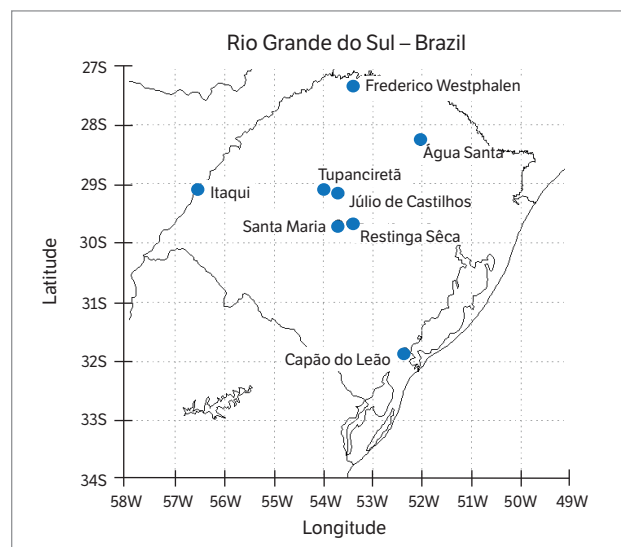 Rio Grande do Sul – Brazil
27S
Frederico Westphalen
28S
Água Santa
Tupanciretã
29S
Itaqui
Júlio de Castilhos
Santa Maria
Restinga Sêca
30S
Latitude
31S
Capão do Leão
32S
33S
34S
58W 57W 56W 55W 54W 53W 52W 51W 50W 49W
Longitude